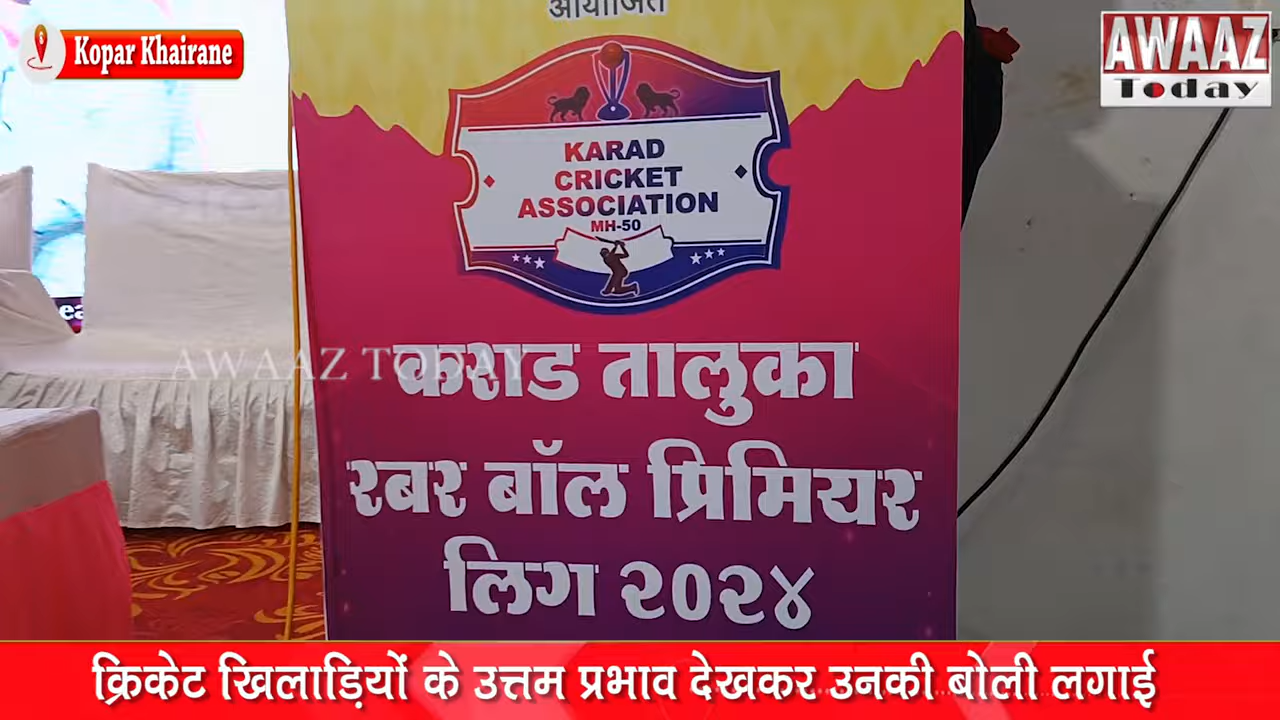 आयोजित
Kopar Khairane
AWAAZ
Today
KARAD
CRICKET
ASSOCIATION
MH-50
AWAAZ TODAY
कराड तालुका
रबर बॉल प्रिमियर
लिग २०२४
क्रिकेट खिलाड़ियों के उत्तम प्रभाव देखकर उनकी बोली लगाई